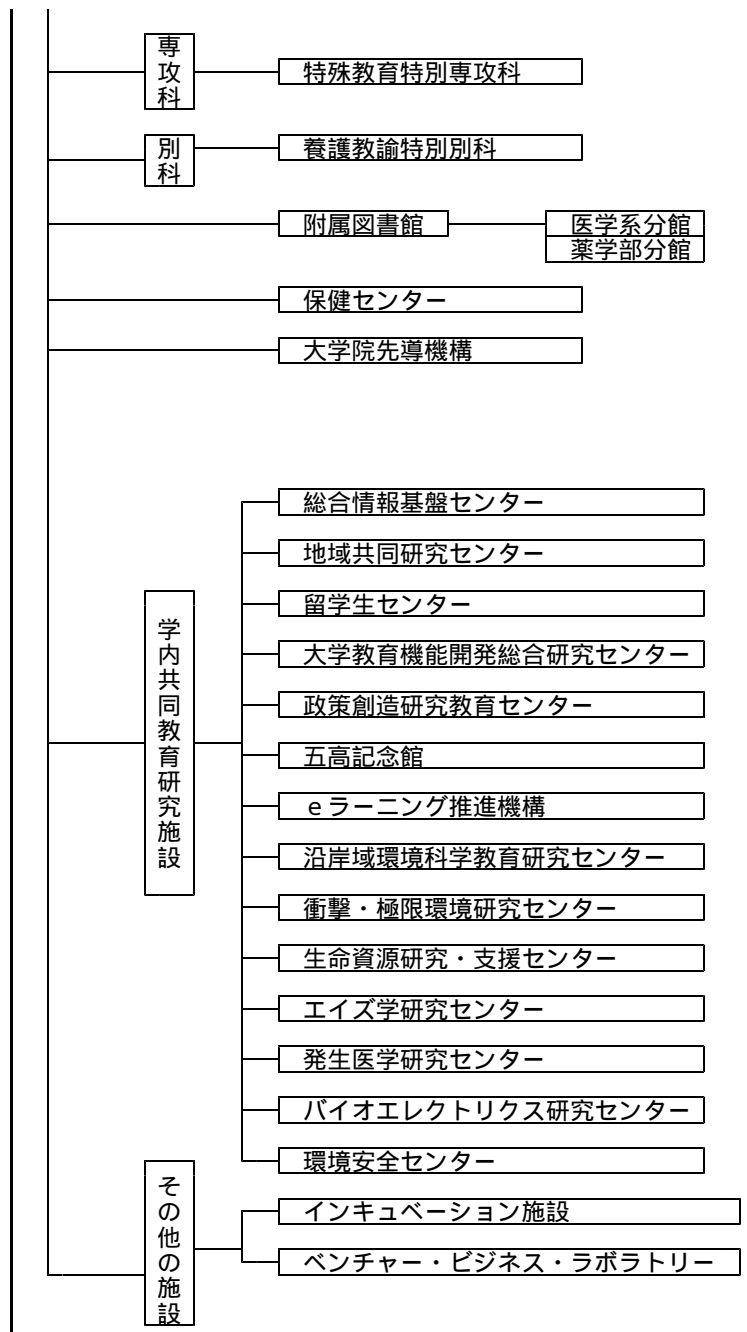 専攻科
特殊教育特別専攻科
別科
養護教諭特別別科
附属図書館
医学系分館
薬学部分館
保健センター
大学院先導機構
学内共同教育研究施設
総合情報基盤センター
地域共同研究センター
留学生センター
大学教育機能開発総合研究センター
政策創造研究教育センター
五高記念館
ｅラーニング推進機構
沿岸域環境科学教育研究センター
衝撃・極限環境研究センター
生命資源研究・支援センター
エイズ学研究センター
発生医学研究センター
バイオエレクトリクス研究センター
環境安全センター
その他の施設
インキュベーション施設
ベンチャー・ビジネス・ラボラトリー